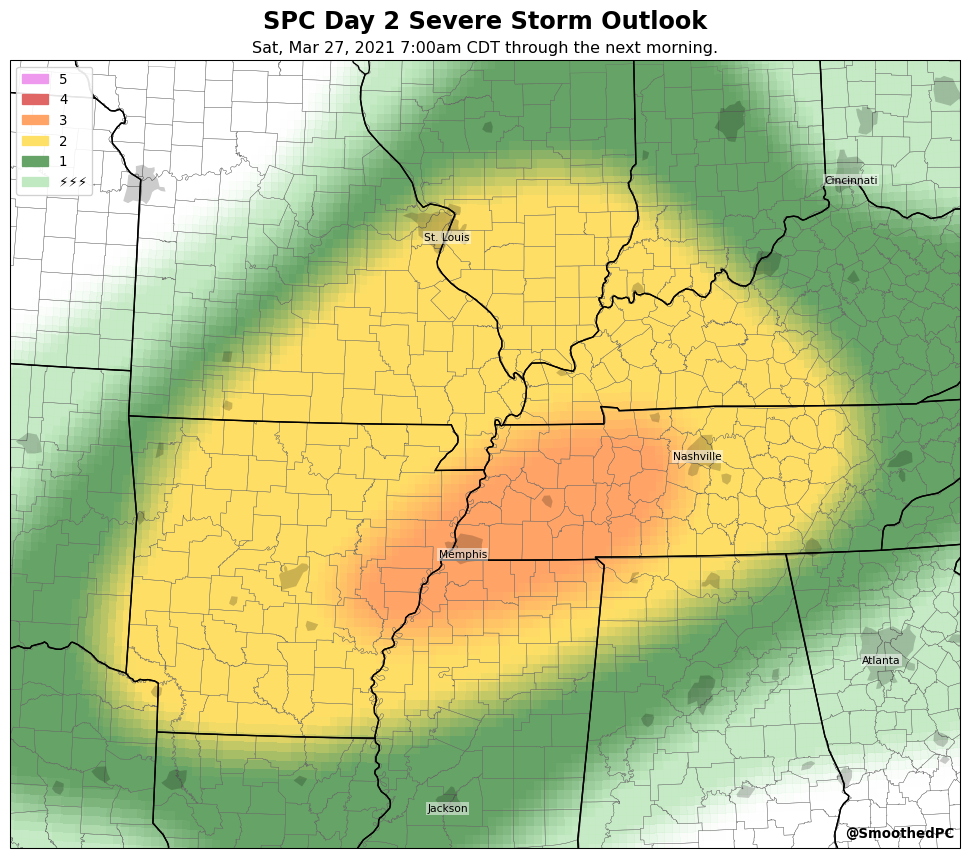 SPC Day 2 Severe Storm Outlook
Sat, Mar 27, 2021 7:00am CDT through the next morning.
5
4
3
2
1
⚡⚡⚡
Cincinnati
St. Louis
Nashville
Memphis
Atlanta
Jackson
@SmoothedPC